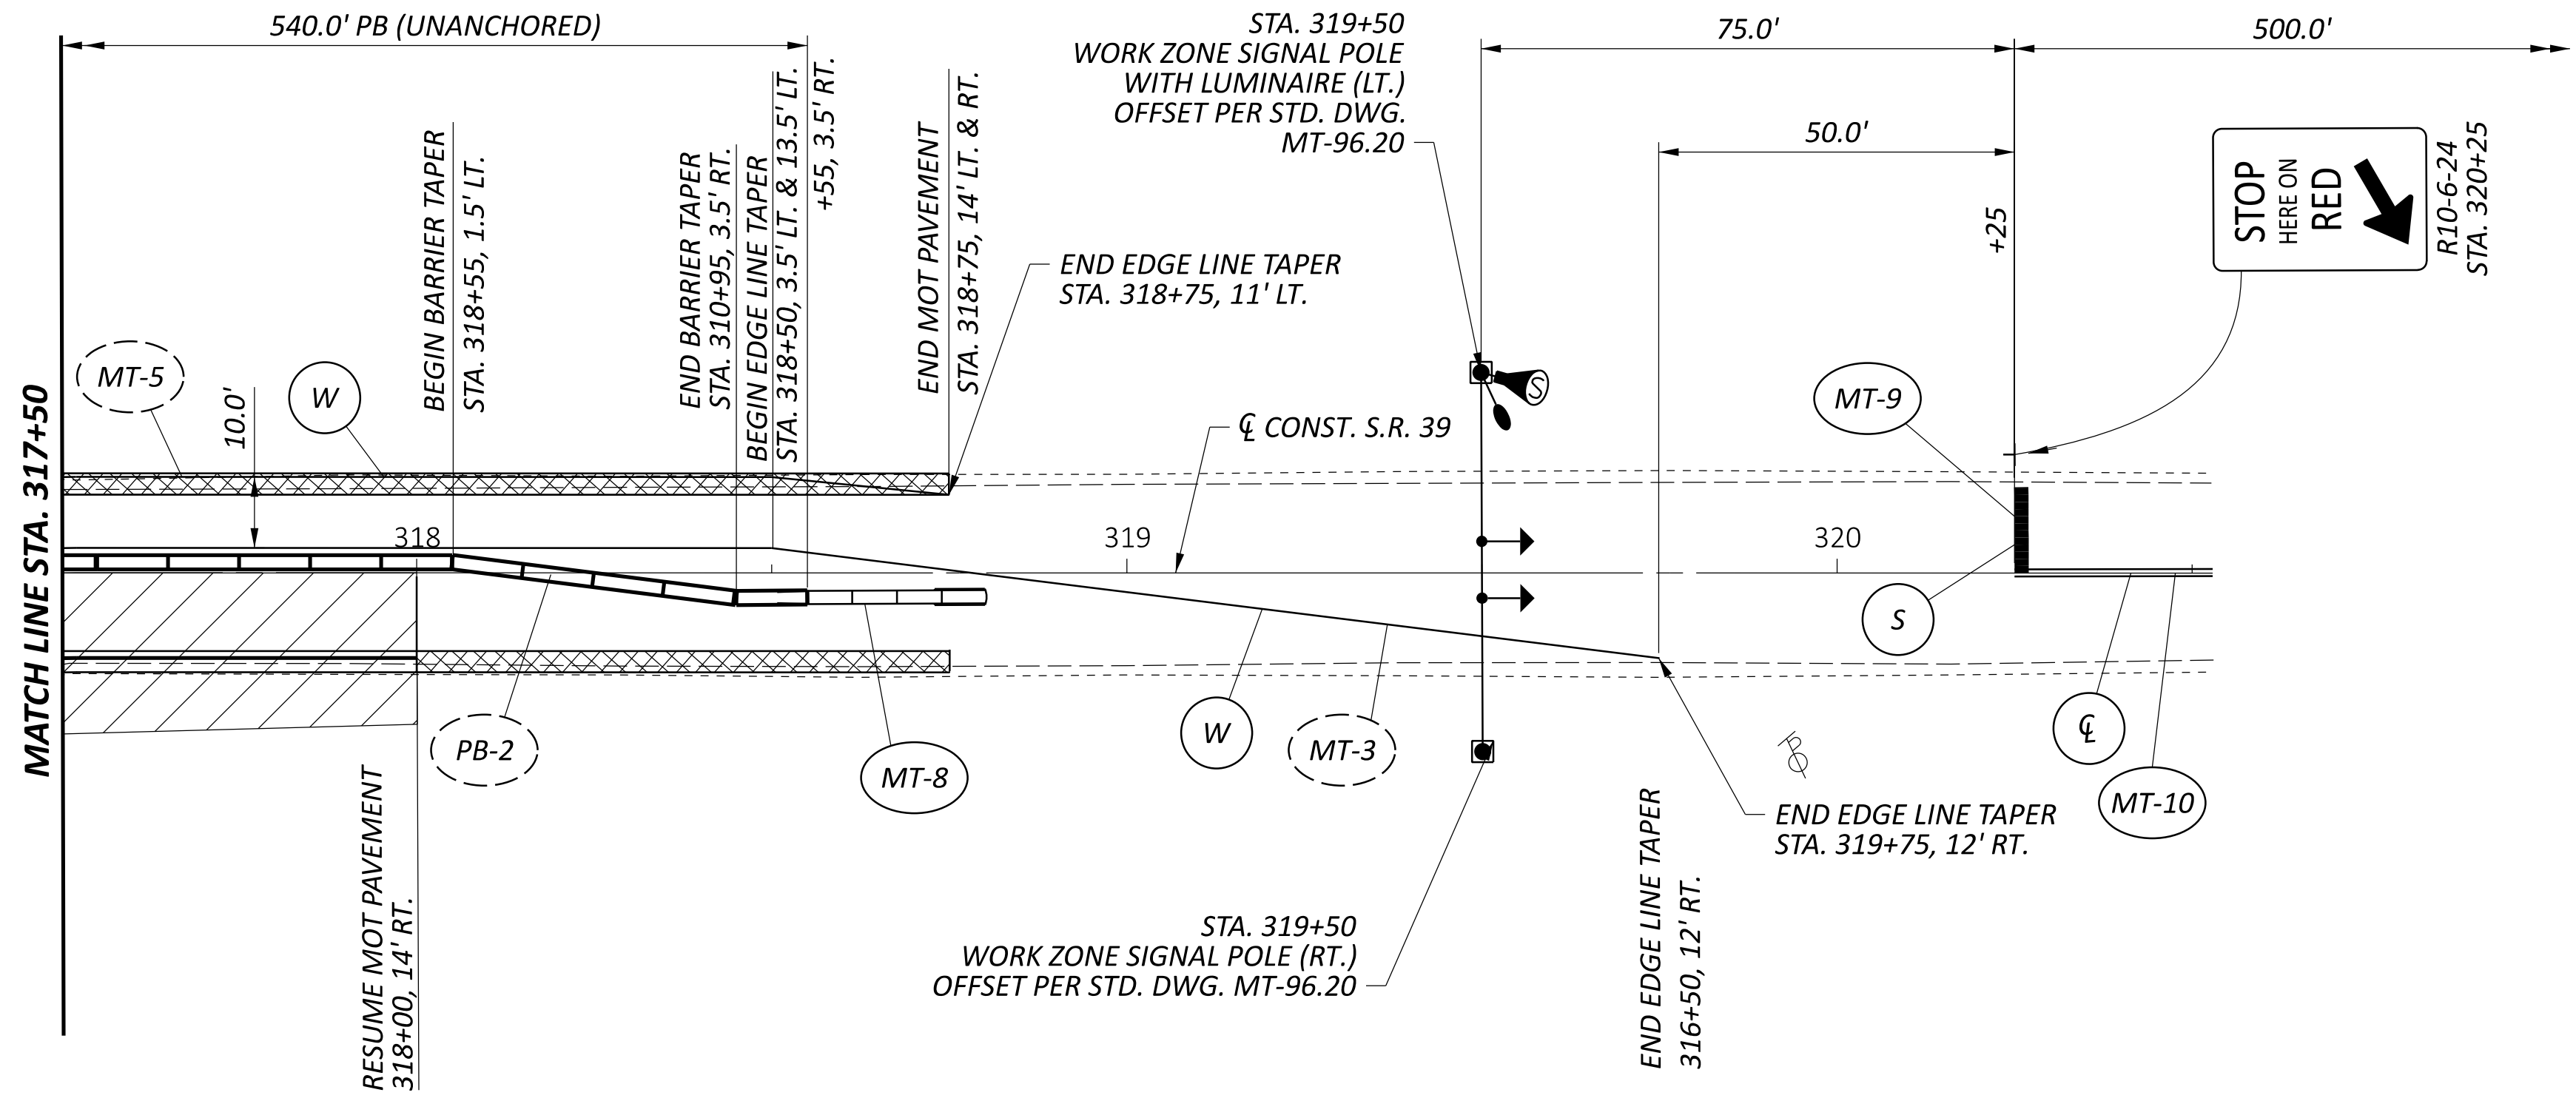 540.0' PB (UNANCHORED)
STA. 319+50
WORK ZONE SIGNAL POLE
WITH LUMINAIRE (LT.)
OFFSET PER STD. DWG.
MT-96.20
75.0'
500.0'
50.0'
+25
STOP
HERE ON
RED
R10-6-24
STA. 320+25
BEGIN BARRIER TAPER
STA. 318+55, 1.5' LT.
END BARRIER TAPER
STA. 310+95, 3.5' RT.
BEGIN EDGE LINE TAPER
STA. 318+50, 3.5' LT. & 13.5' LT.
+55, 3.5' RT.
END MOT PAVEMENT
STA. 318+75, 14' LT. & RT.
END EDGE LINE TAPER
STA. 318+75, 11' LT.
MATCH LINE STA. 317+50
MT-5
W
10.0'
S
℄ CONST. S.R. 39
MT-9
318
319
320
S
PB-2
MT-8
W
MT-3
℄
MT-10
RESUME MOT PAVEMENT
318+00, 14' RT.
END EDGE LINE TAPER
STA. 319+75, 12' RT.
END EDGE LINE TAPER
316+50, 12' RT.
STA. 319+50
WORK ZONE SIGNAL POLE (RT.)
OFFSET PER STD. DWG. MT-96.20